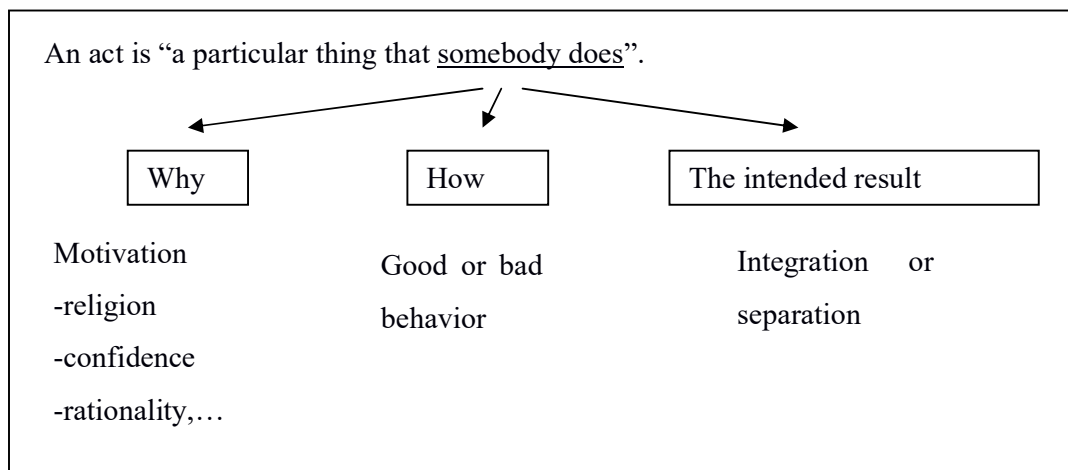 An act is “a particular thing that somebody does”.
Why
How
The intended result
Motivation
-religion
-confidence
-rationality,…
Good or bad
behavior
Integration or
separation